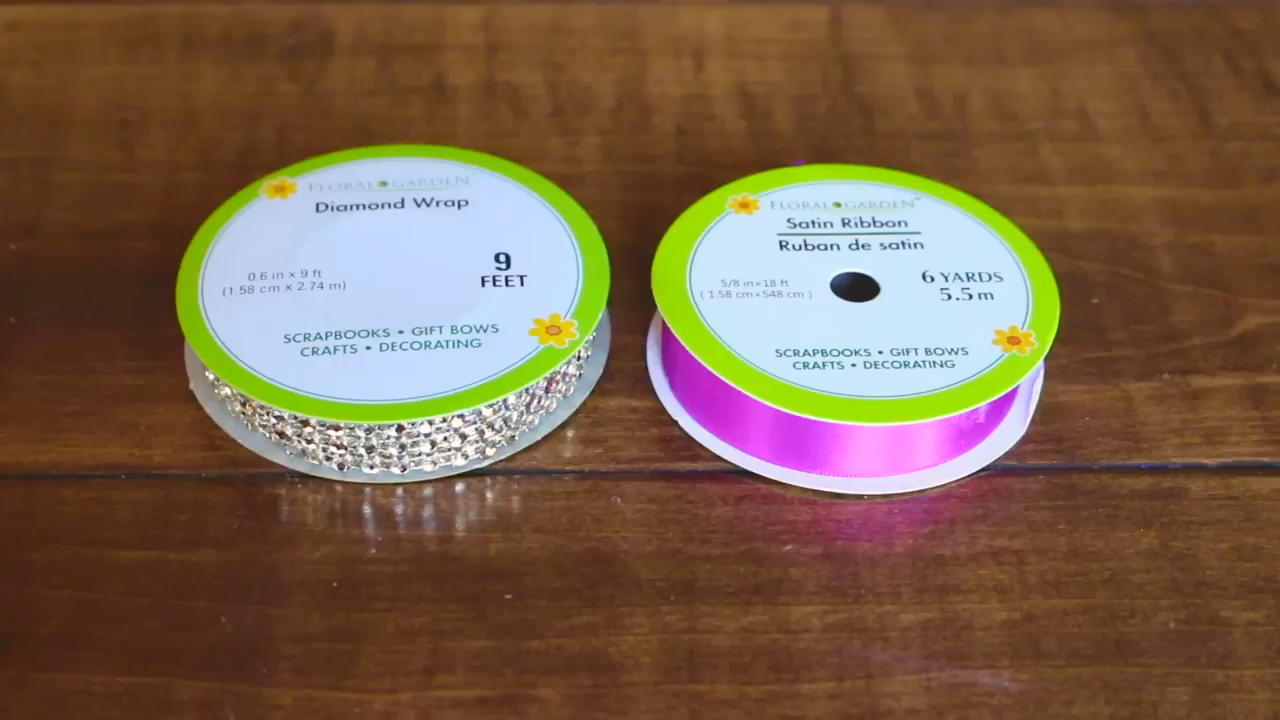 FLORAL GARDEN
Diamond Wrap
0.6 in x 9 ft
(1.58 cm x 2.74 m)
9
FEET
SCRAPBOOKS • GIFT BOWS
CRAFTS • DECORATING
FLORAL GARDEN
Satin Ribbon
Ruban de satin
5/8 in×18 ft
( 1.58 cm×548 cm )
6 YARDS
5.5 m
SCRAPBOOKS • GIFT BOWS
CRAFTS • DECORATING